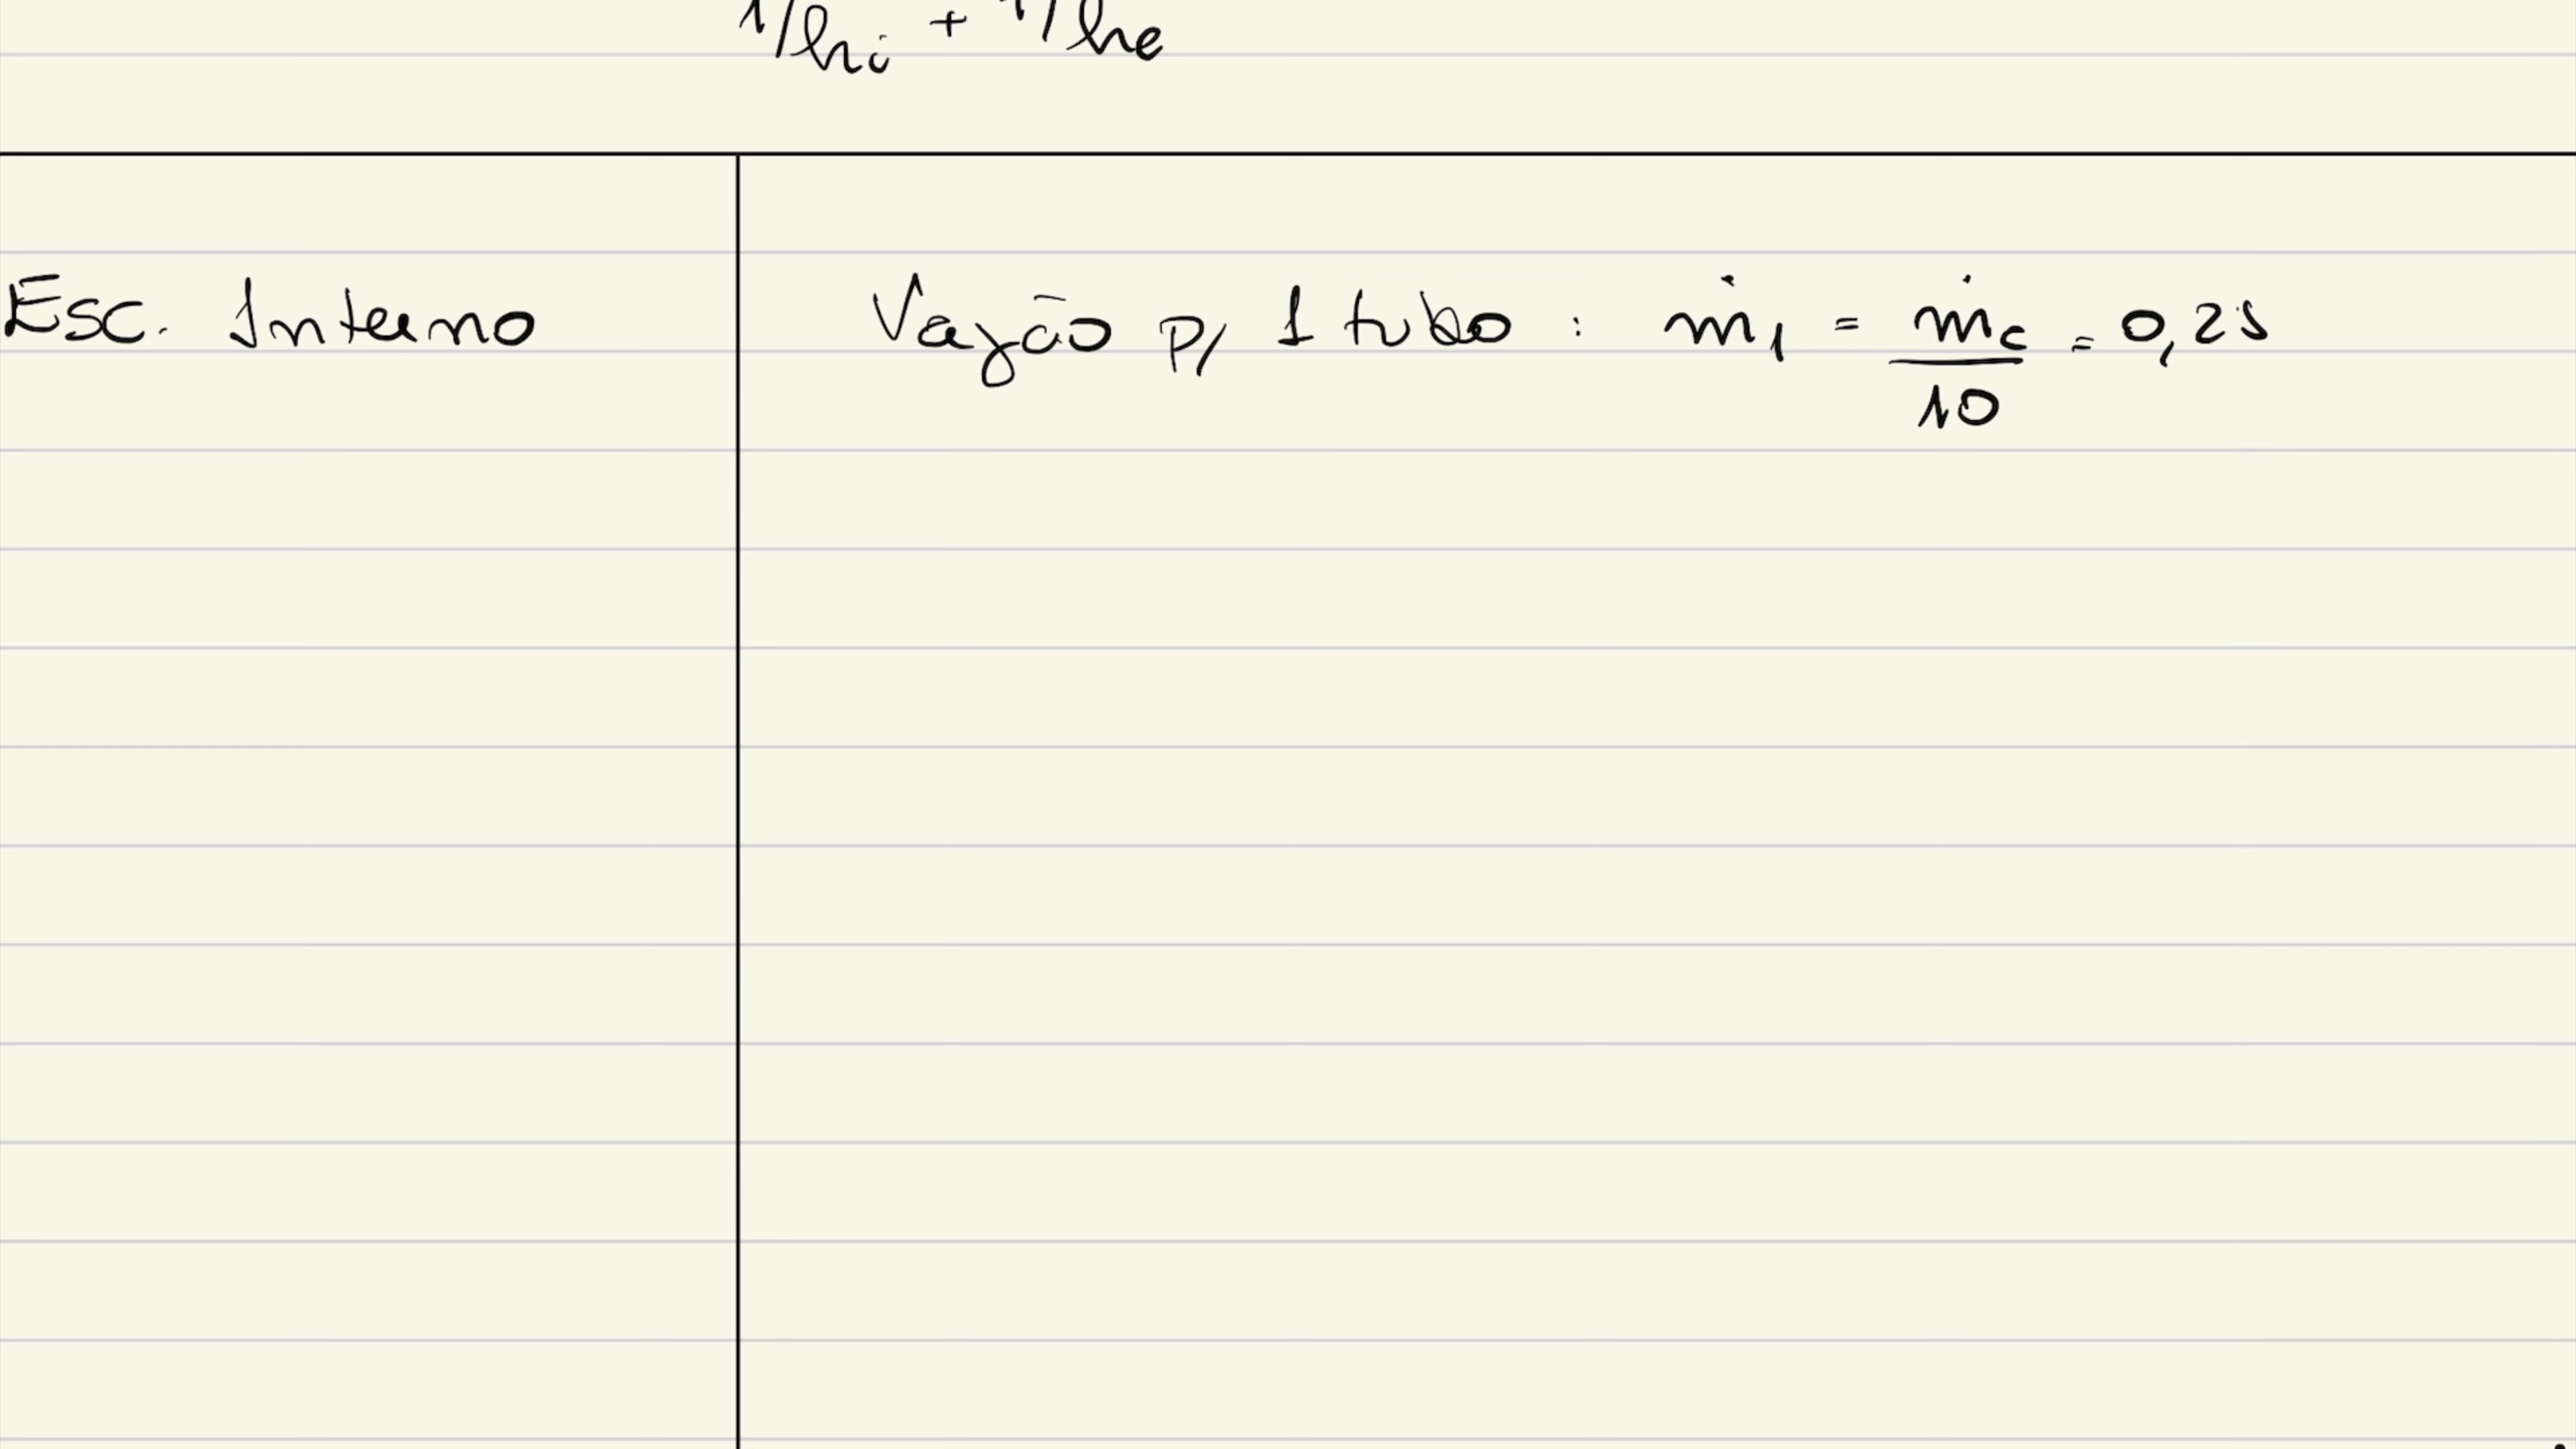 1/hi + 1/he
Esc. Interno
Vazão p/ 1 tubo : ṁ1 = ṁc/10 = 0,25